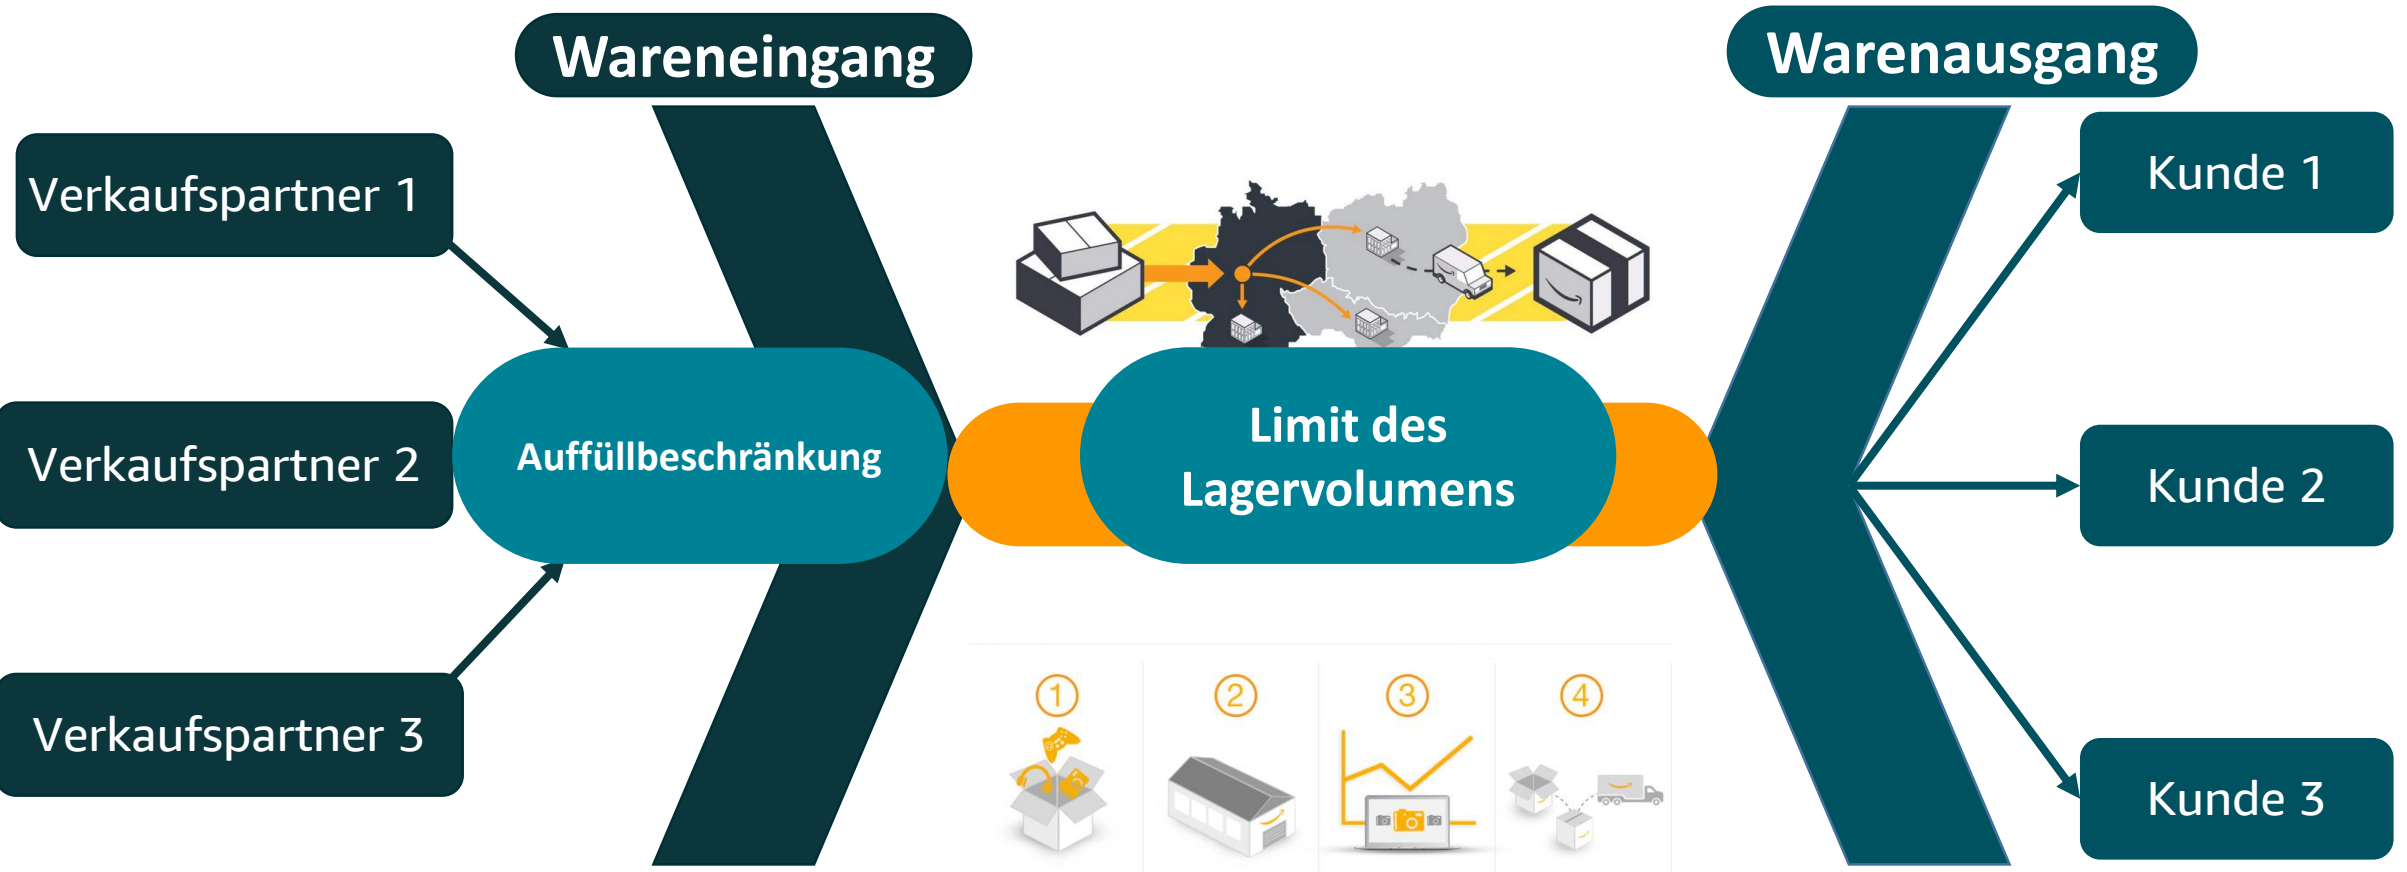 Wareneingang
Warenausgang
Verkaufspartner 1
Verkaufspartner 2
Verkaufspartner 3
Auffüllbeschränkung
Limit des
Lagervolumens
1
2
3
4
Kunde 1
Kunde 2
Kunde 3